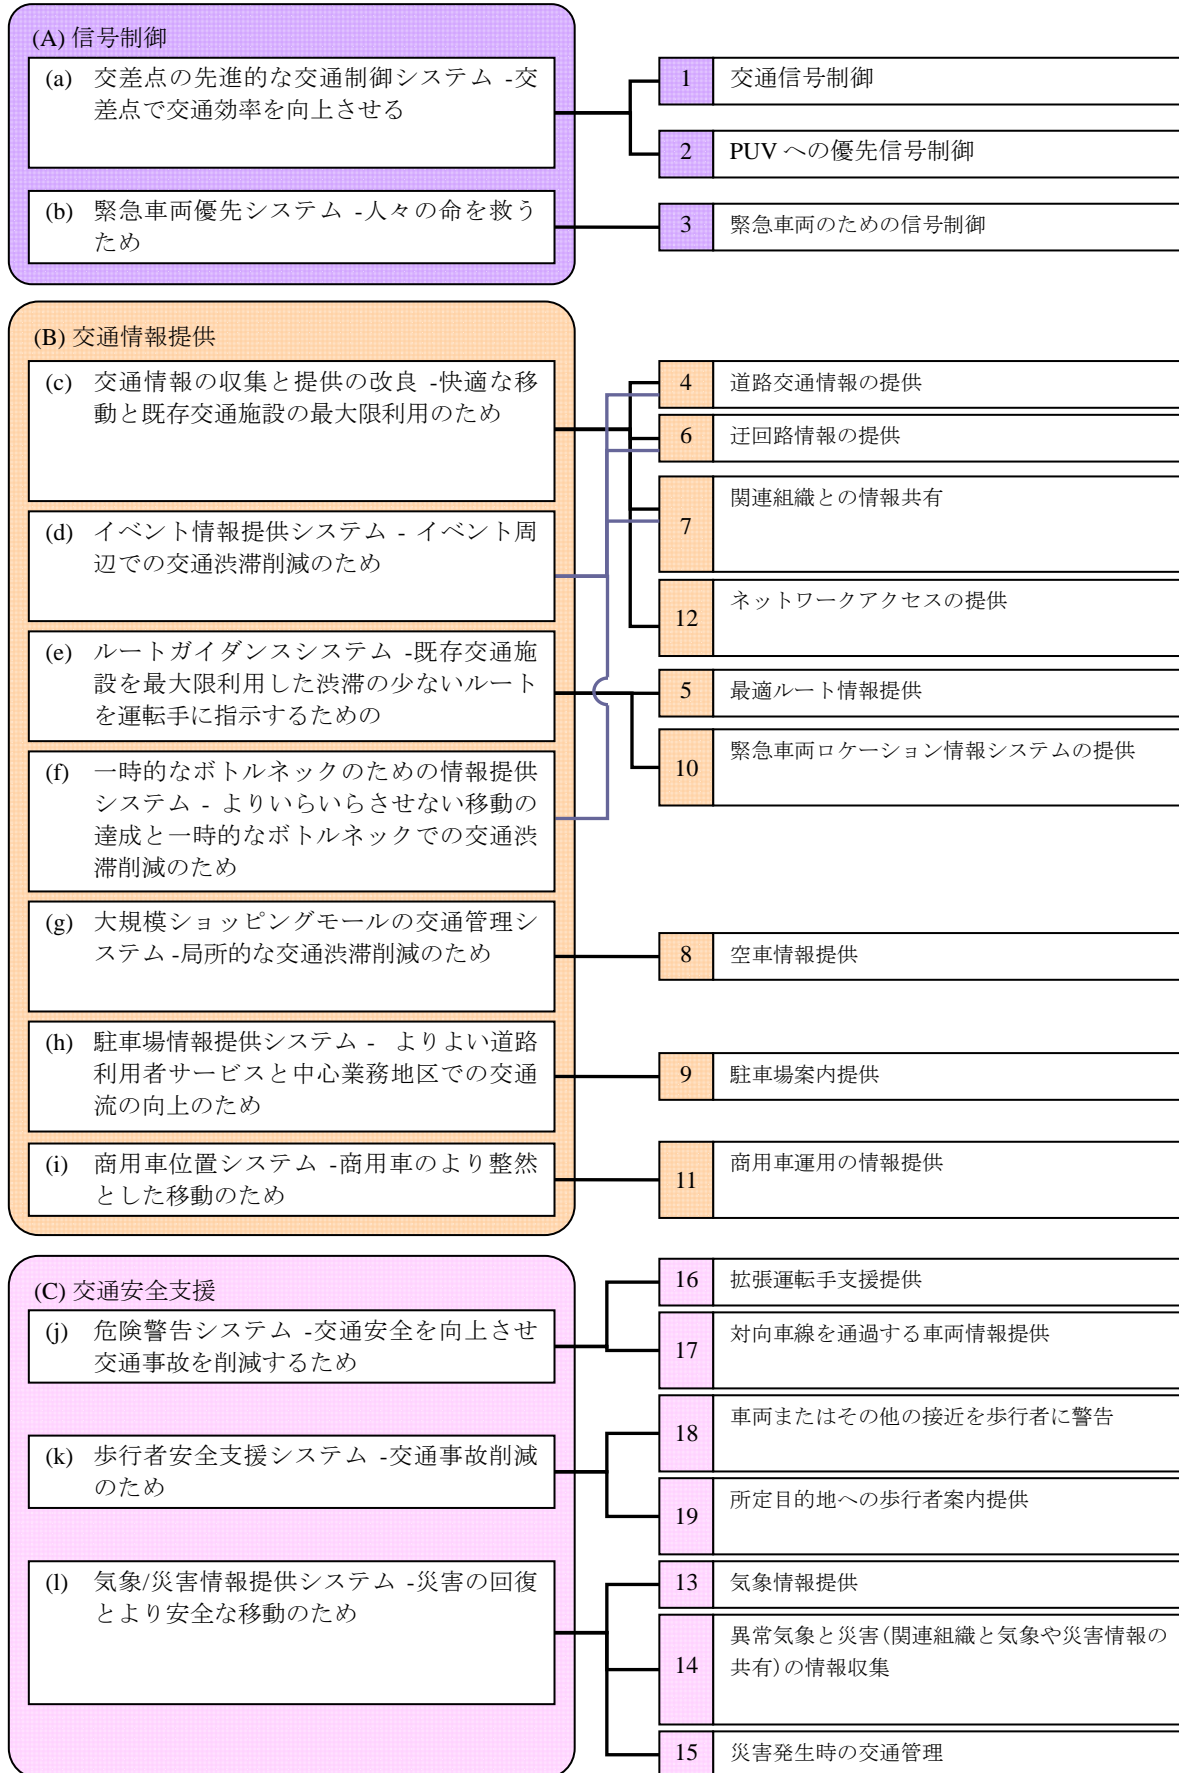 (A) 信号制御
(a) 交差点の先進的な交通制御システム -交
差点で交通効率を向上させる
1 交通信号制御
2 PUV への優先信号制御
(b) 緊急車両優先システム -人々の命を救う
ため
3 緊急車両のための信号制御
(B) 交通情報提供
(c) 交通情報の収集と提供の改良 -快適な移
動と既存交通施設の最大限利用のため
4 道路交通情報の提供
6 迂回路情報の提供
7 関連組織との情報共有
(d) イベント情報提供システム - イベント周
辺での交通渋滞削減のため
12 ネットワークアクセスの提供
(e) ルートガイダンスシステム -既存交通施
設を最大限利用した渋滞の少ないルート
を運転手に指示するための
5 最適ルート情報提供
10 緊急車両ロケーション情報システムの提供
(f) 一時的なボトルネックのための情報提供
システム - よりいらいらさせない移動の
達成と一時的なボトルネックでの交通渋
滞削減のため
(g) 大規模ショッピングモールの交通管理シ
ステム -局所的な交通渋滞削減のため
8 空車情報提供
(h) 駐車場情報提供システム - よりよい道路
利用者サービスと中心業務地区での交通
流の向上のため
9 駐車場案内提供
(i) 商用車位置システム -商用車のより整然
とした移動のため
11 商用車運用の情報提供
(C) 交通安全支援
(j) 危険警告システム -交通安全を向上させ
交通事故を削減するため
16 拡張運転手支援提供
17 対向車線を通過する車両情報提供
(k) 歩行者安全支援システム -交通事故削減
のため
18 車両またはその他の接近を歩行者に警告
19 所定目的地への歩行者案内提供
(l) 気象/災害情報提供システム -災害の回復
とより安全な移動のため
13 気象情報提供
14 異常気象と災害(関連組織と気象や災害情報の
共有)の情報収集
15 災害発生時の交通管理